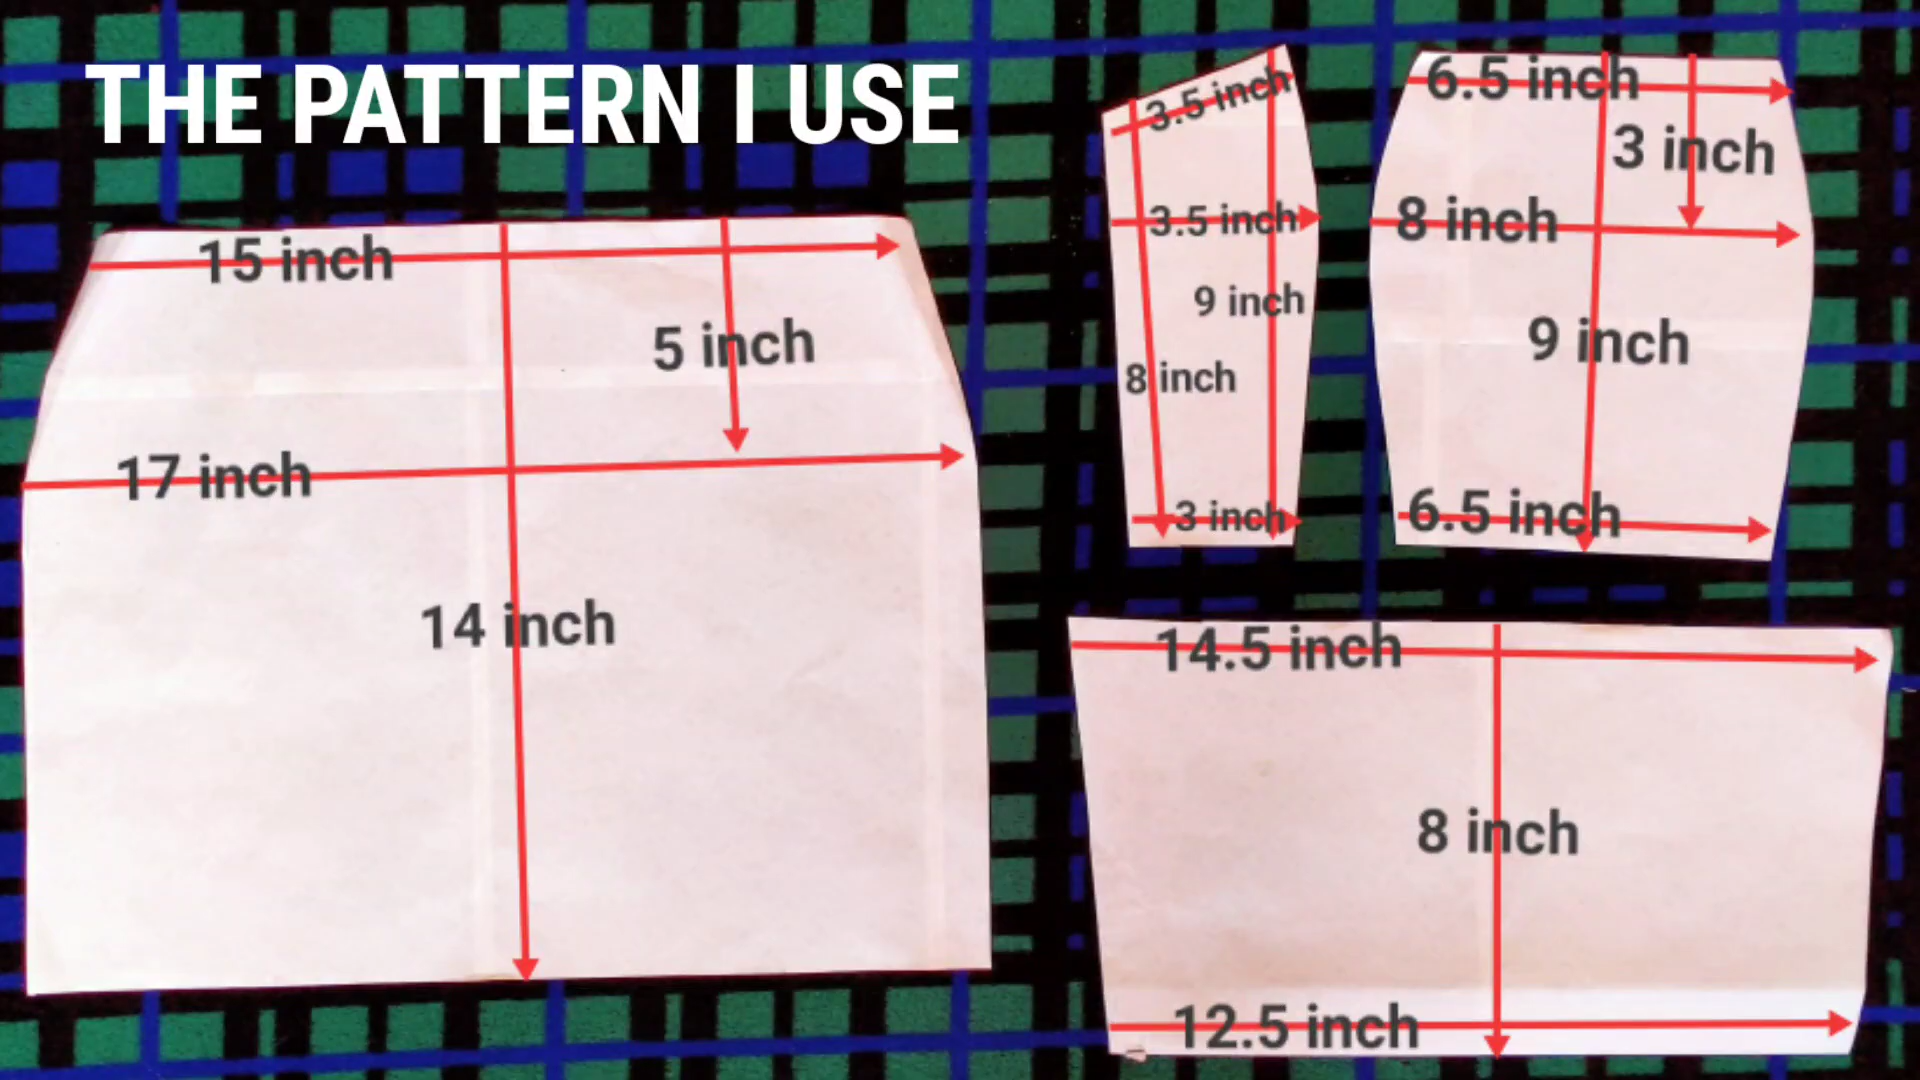 THE PATTERN I USE
15 inch
5 inch
17 inch
14 inch
3.5 inch
3.5 inch
9 inch
8 inch
3 inch
6.5 inch
3 inch
8 inch
9 inch
6.5 inch
14.5 inch
8 inch
12.5 inch